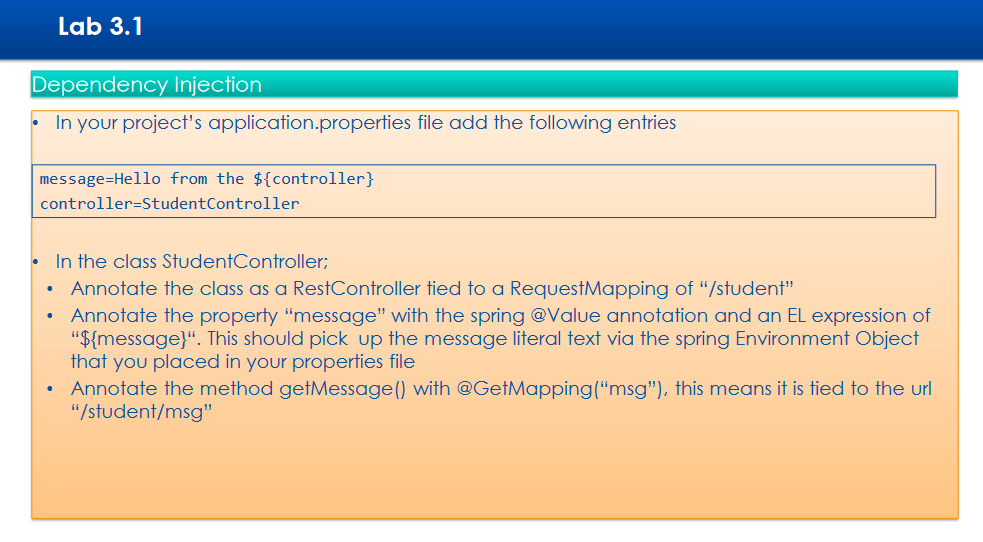 Lab 3.1
Dependency Injection
• In your project’s application.properties file add the following entries
message=Hello from the ${controller}
controller=StudentController
• In the class StudentController;
• Annotate the class as a RestController tied to a RequestMapping of “/student”
• Annotate the property “message” with the spring @Value annotation and an EL expression of
“${message}“. This should pick up the message literal text via the spring Environment Object
that you placed in your properties file
• Annotate the method getMessage() with @GetMapping(“msg”), this means it is tied to the url
“/student/msg”